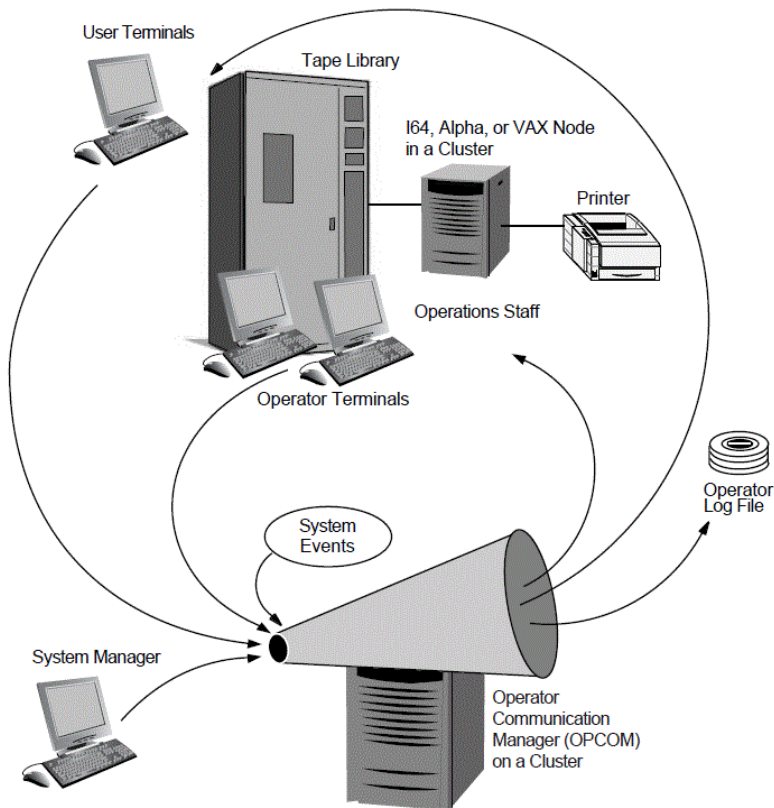 User Terminals
Tape Library
I64, Alpha, or VAX Node
in a Cluster
Printer
Operations Staff
Operator Terminals
Operator
Log File
System
Events
System Manager
Operator
Communication
Manager (OPCOM)
on a Cluster